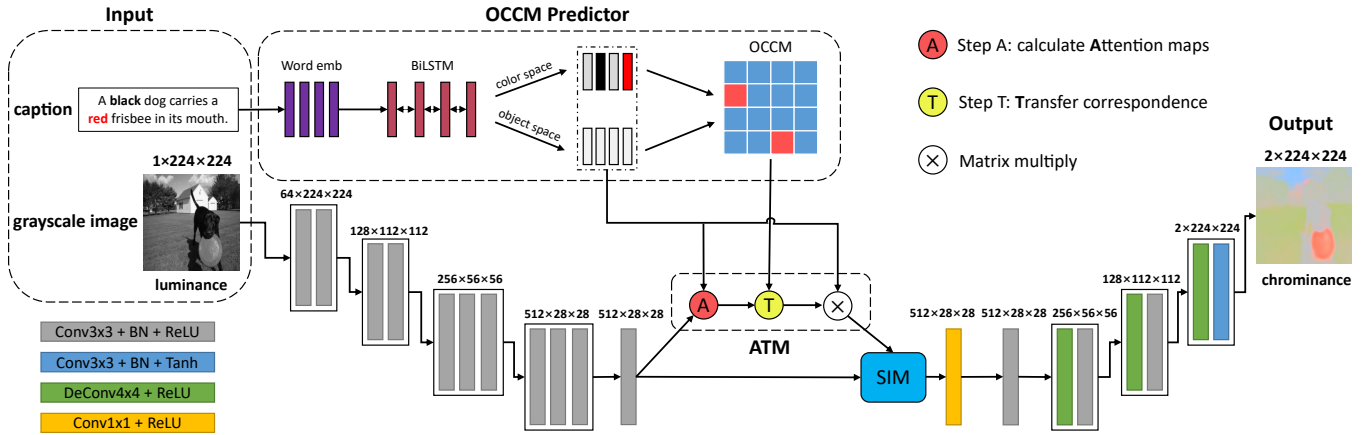 Input
OCCM Predictor
Word emb
BiLSTM
color space
object space
OCCM
A
Step A: calculate Attention maps
T
Step T: Transfer correspondence
×
Matrix multiply
caption
A black dog carries a
red frisbee in its mouth.
1×224×224
grayscale image
luminance
64×224×224
128×112×112
256×56×56
512×28×28
512×28×28
A
T
×
ATM
SIM
512×28×28
512×28×28
256×56×56
128×112×112
2×224×224
Output
2×224×224
chrominance
Conv3x3 + BN + ReLU
Conv3x3 + BN + Tanh
DeConv4x4 + ReLU
Conv1x1 + ReLU